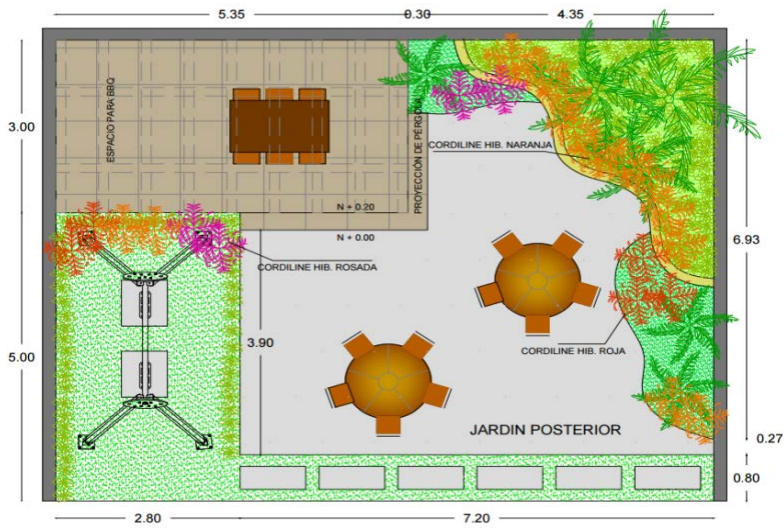 5.35
0.30
4.35
3.00
ESPACIO PARA BBQ
PROYECCIÓN DE PÉRGOLA
CORDILINE HIB. NARANJA
N + 0.20
N + 0.00
CORDILINE HIB. ROSADA
6.93
5.00
3.90
CORDILINE HIB. ROJA
JARDIN POSTERIOR
0.27
0.80
2.80
7.20